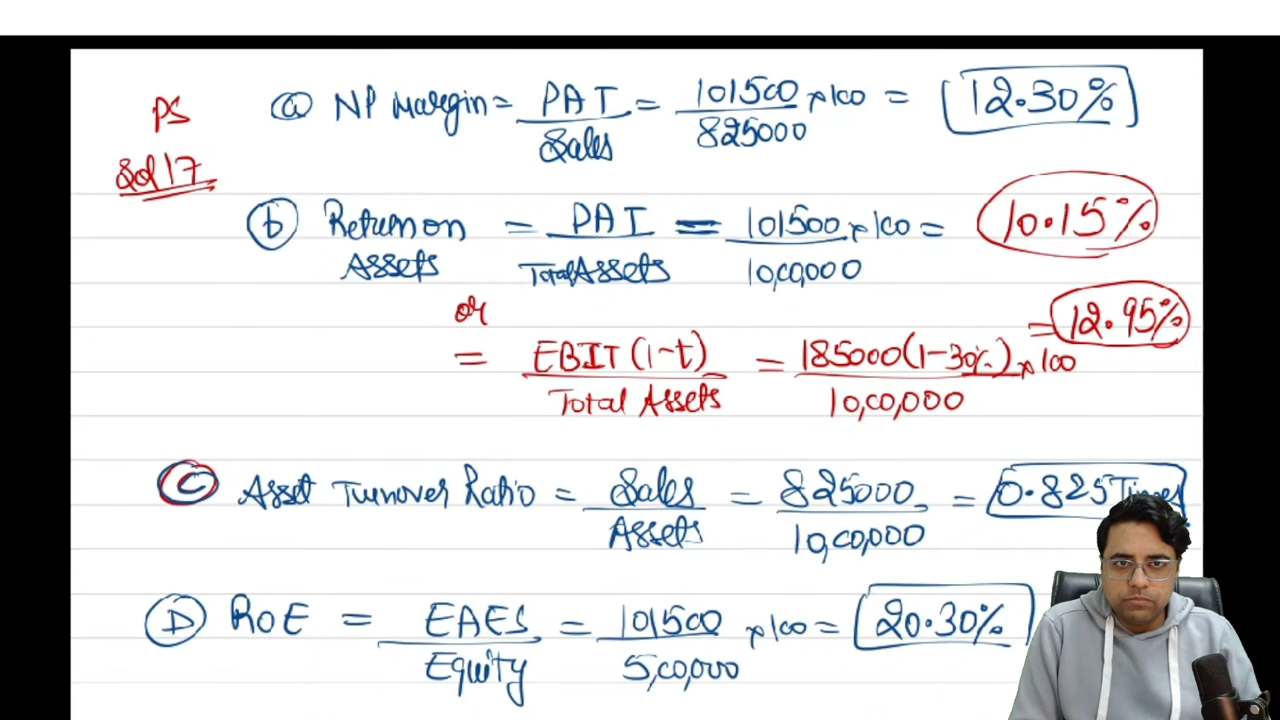 PS
Sol 17
(a) NP Margin = PAT / Sales = 101500 / 825000 × 100 = 12.30%
(b) Return on Assets = PAT / Total Assets = 101500 / 10,00,000 × 100 = 10.15%
or
= EBIT (1-t) / Total Assets = 185000 (1-30%) / 10,00,000 × 100 = 12.95%
(C) Asset Turnover Ratio = Sales / Assets = 825000 / 10,00,000 = 0.825 Times
(D) ROE = EAES / Equity = 101500 / 5,00,000 × 100 = 20.30%